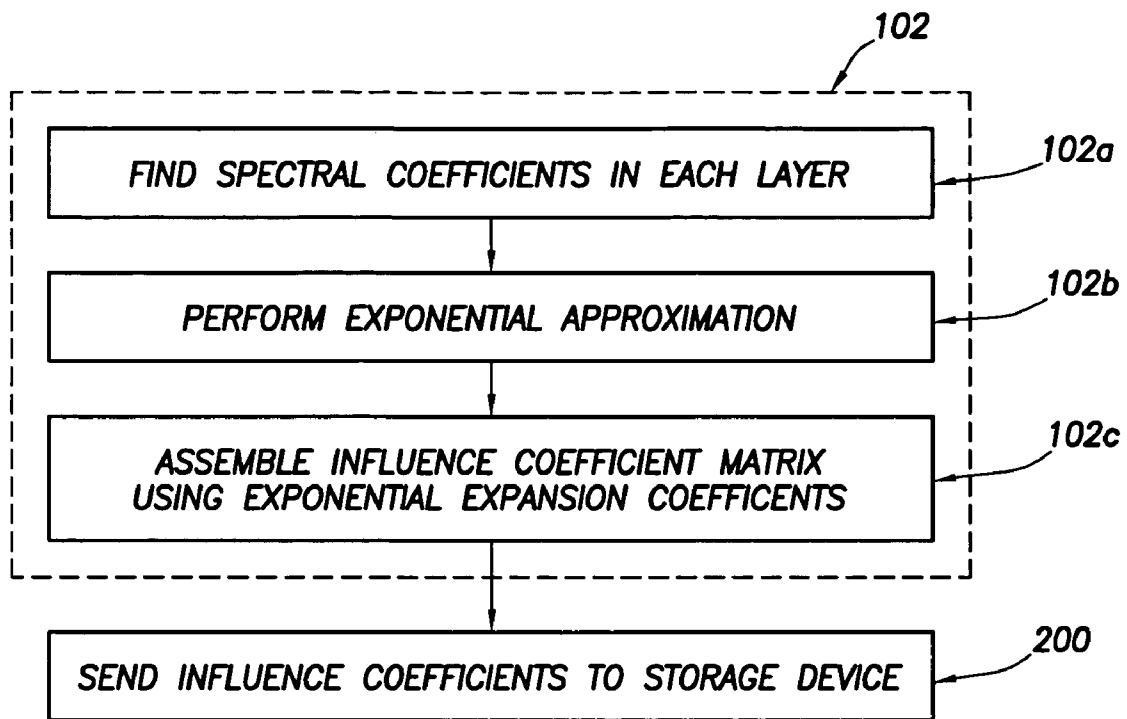 102
FIND SPECTRAL COEFFICIENTS IN EACH LAYER
102a
PERFORM EXPONENTIAL APPROXIMATION
102b
ASSEMBLE INFLUENCE COEFFICIENT MATRIX
USING EXPONENTIAL EXPANSION COEFFICENTS
102c
SEND INFLUENCE COEFFICIENTS TO STORAGE DEVICE
200